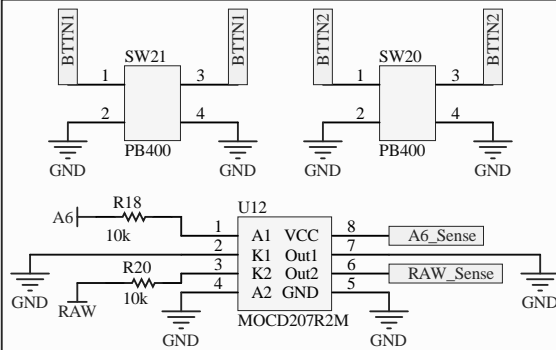 BTTN1
BTTN1
BTTN2
BTTN2
SW21
SW20
1
3
1
3
2
4
2
4
PB400
PB400
GND
GND
GND
GND
U12
R18
A6
10k
1
A1
VCC
8
A6_Sense
2
K1
Out1
7
R20
3
K2
Out2
6
RAW_Sense
10k
4
A2
GND
5
GND
RAW
MOCD207R2M
GND
GND
GND